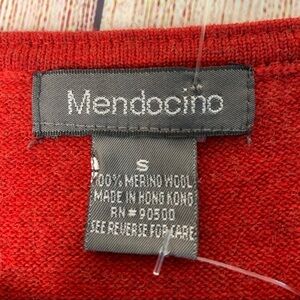 Mendocino
S
100% MERINO WOOL
MADE IN HONG KONG
RN# 90500
SEE REVERSE FOR CARE